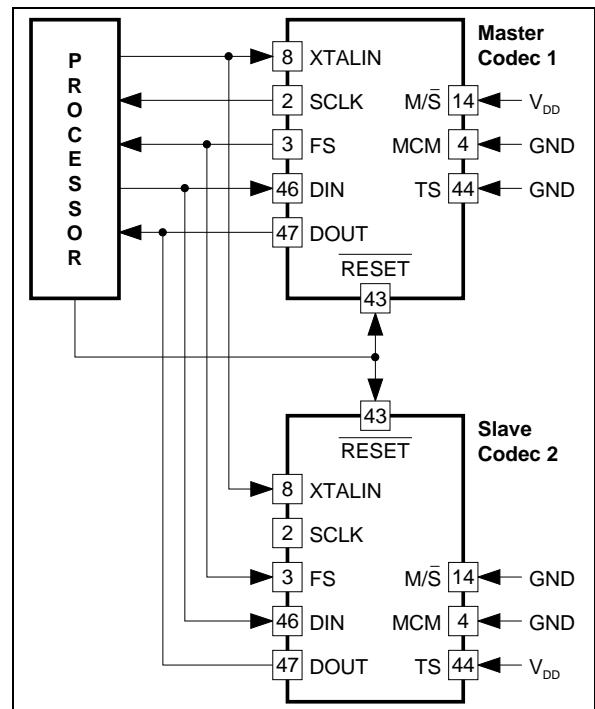 PROCESSOR
Master
Codec 1
8 XTALIN
2 SCLK M/S̅ 14 V_DD
3 FS MCM 4 GND
46 DIN TS 44 GND
47 DOUT
R̅E̅S̅E̅T̅
43
43
R̅E̅S̅E̅T̅
Slave
Codec 2
8 XTALIN
2 SCLK
3 FS M/S̅ 14 GND
46 DIN MCM 4 GND
47 DOUT TS 44 V_DD